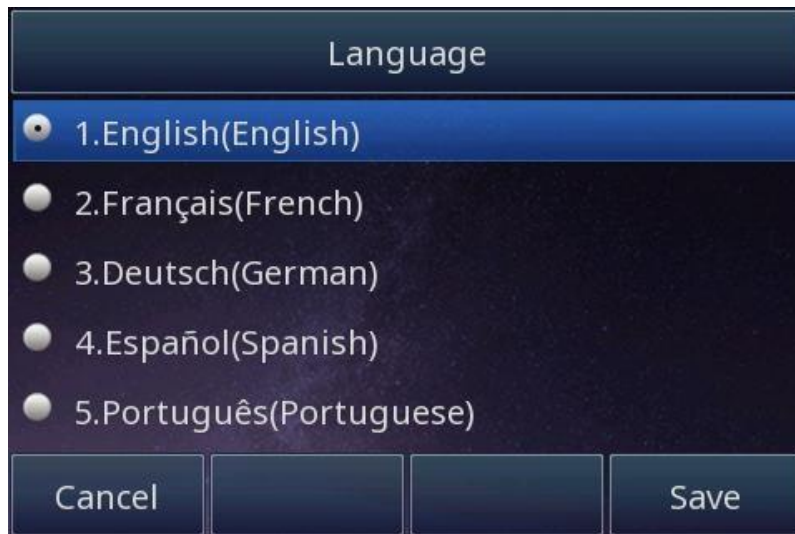 Language
1.English(English)
2.Français(French)
3.Deutsch(German)
4.Español(Spanish)
5.Português(Portuguese)
Cancel Save